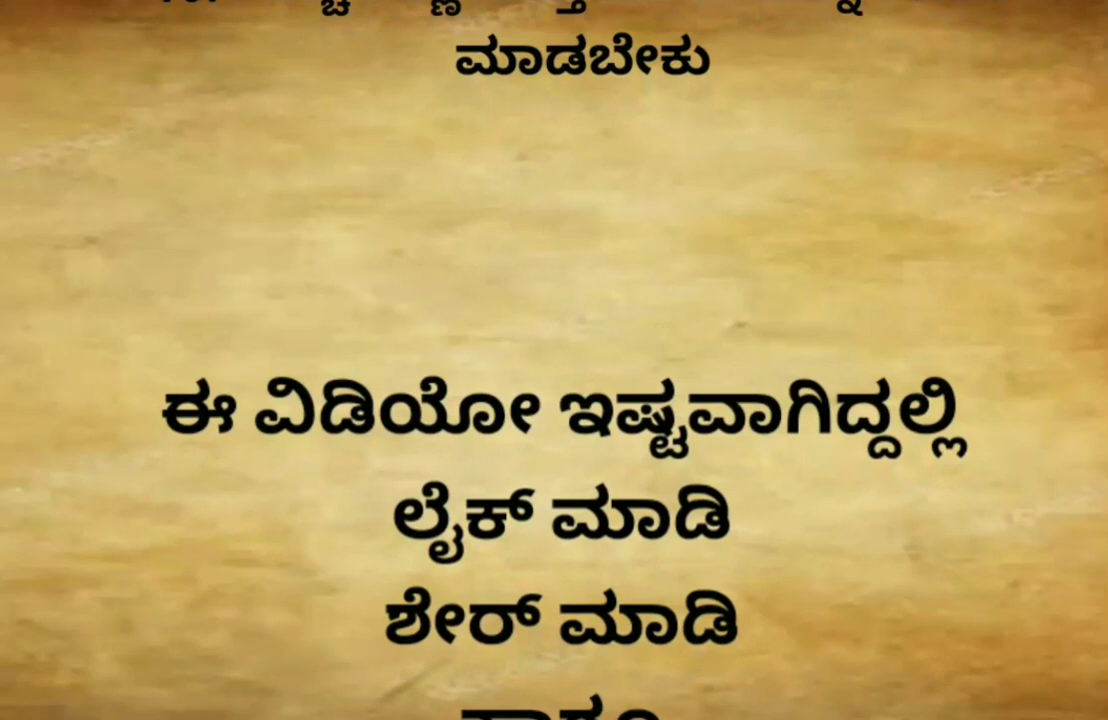 ಮಾಡಬೇಕು
ಈ ವಿಡಿಯೋ ಇಷ್ಟವಾಗಿದ್ದಲ್ಲಿ
ಲೈಕ್ ಮಾಡಿ
ಶೇರ್ ಮಾಡಿ